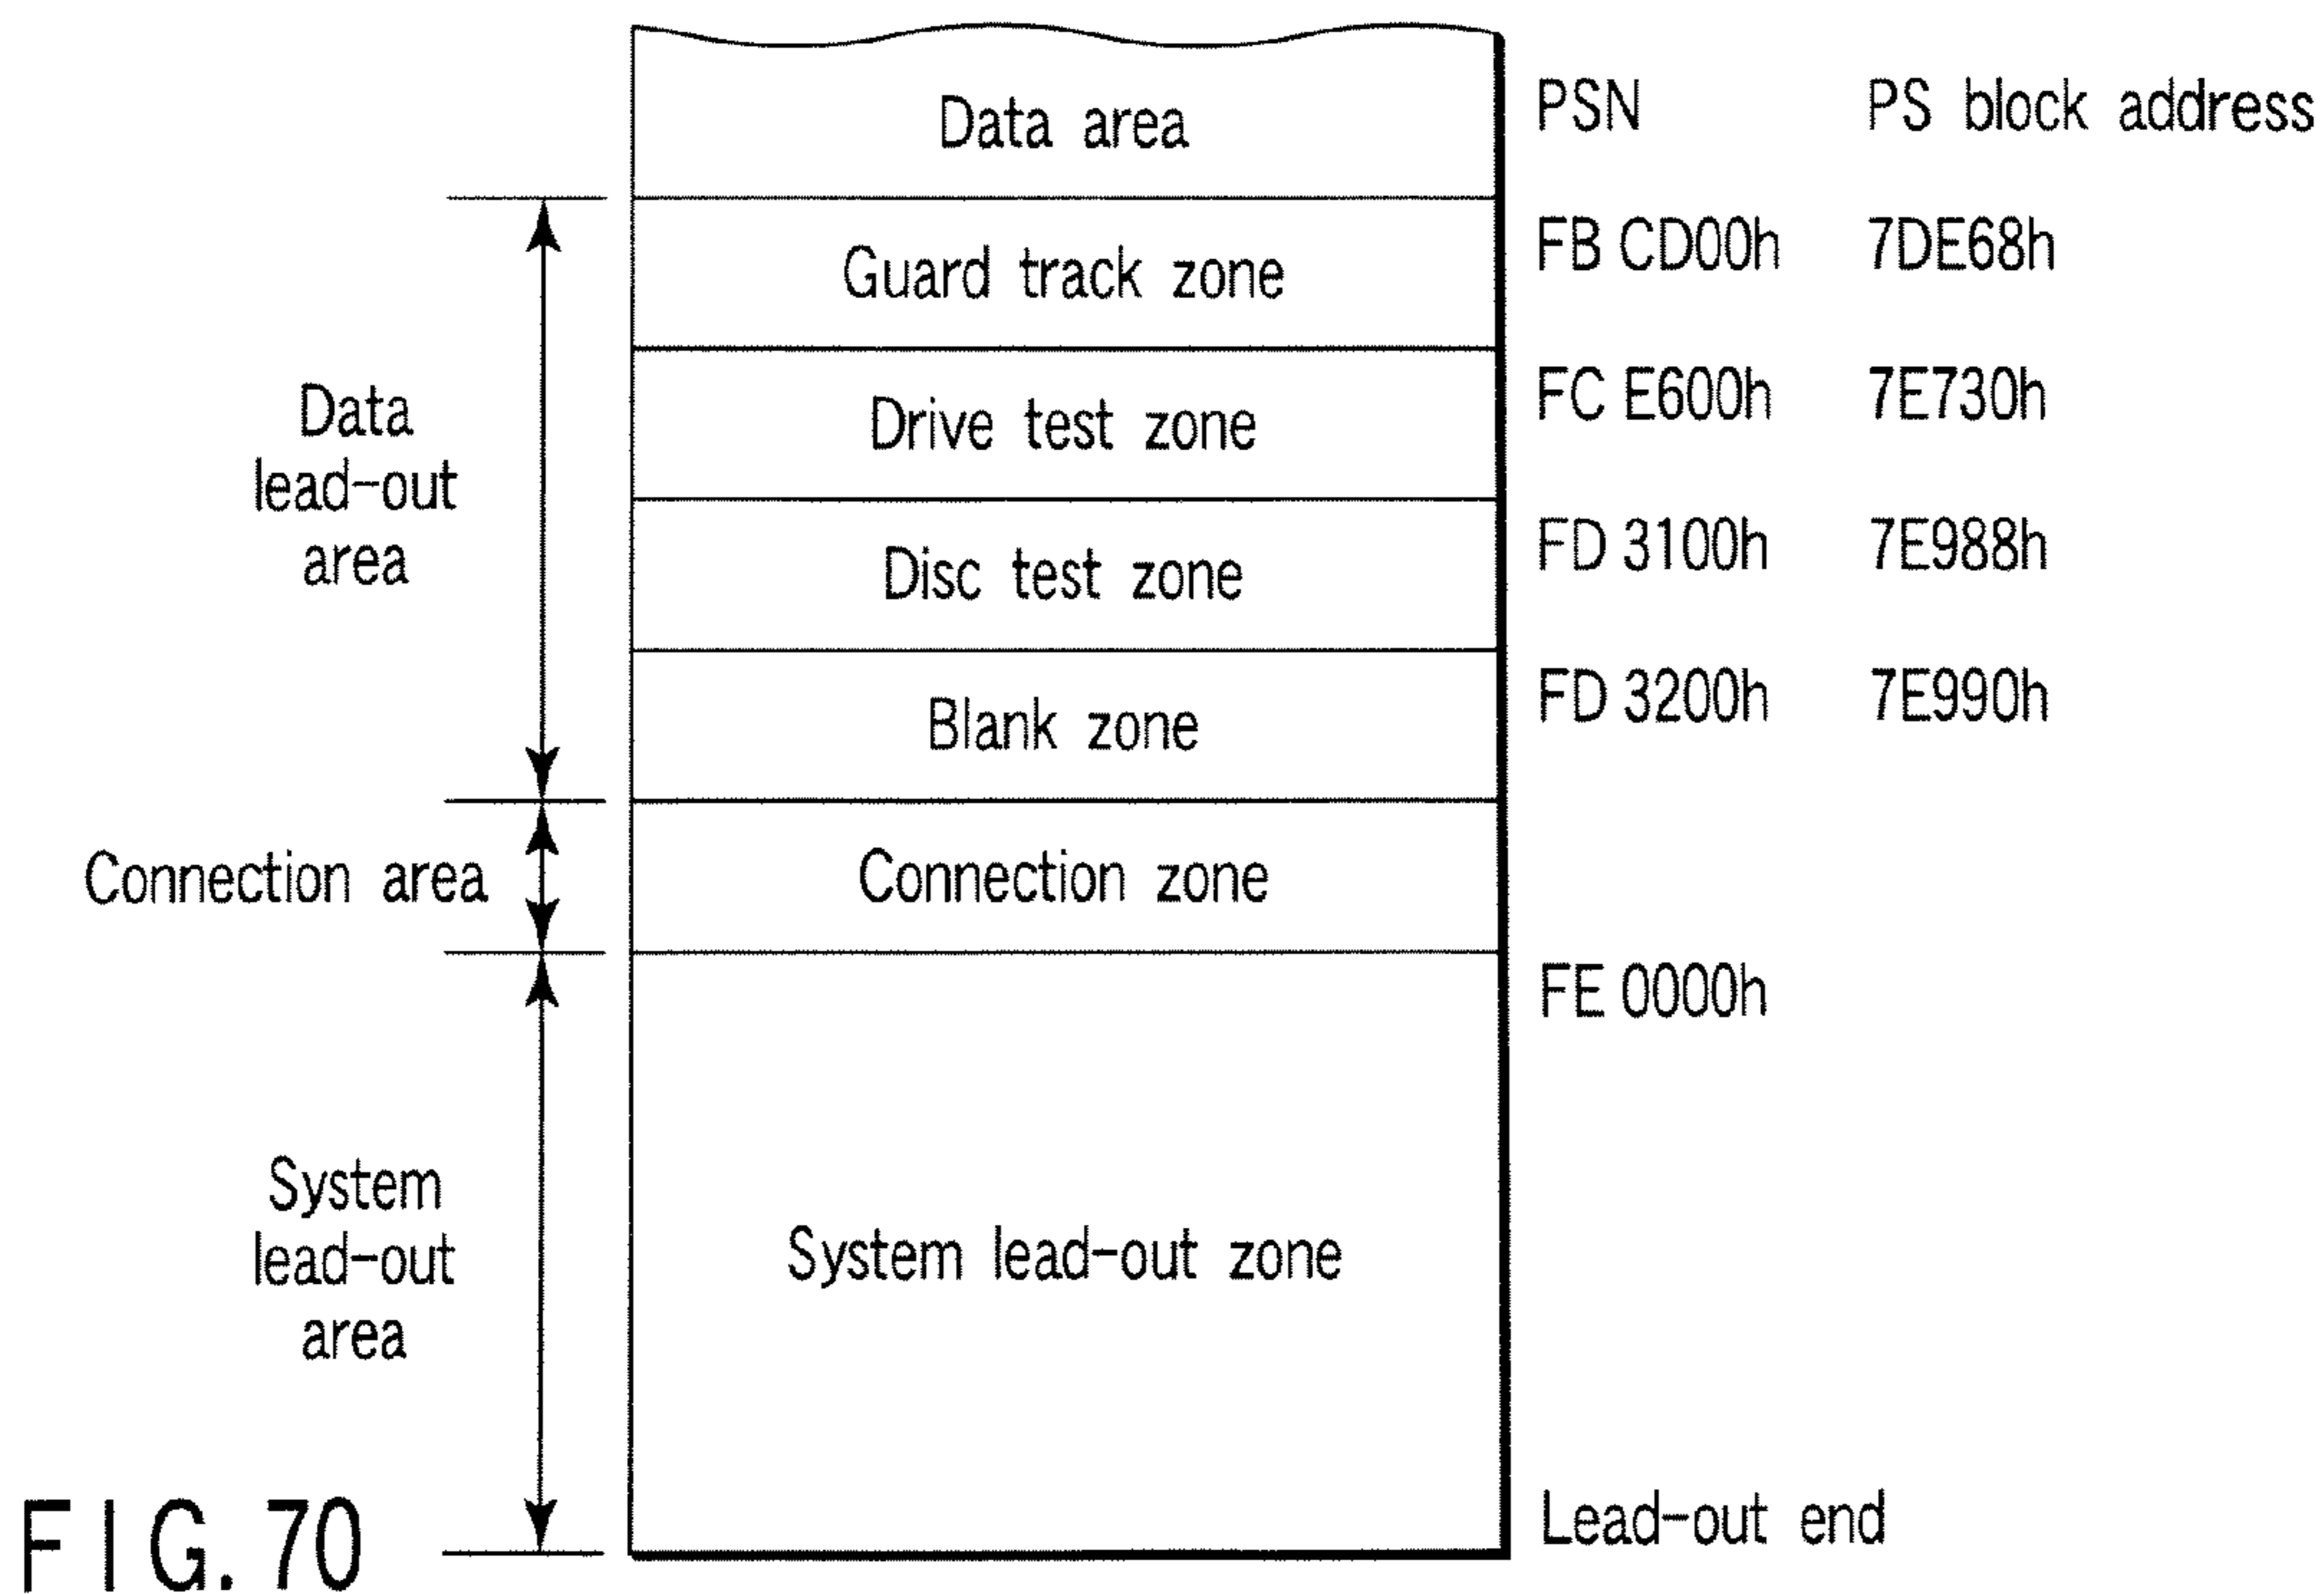 PSN PS block address
Data area
FB CD00h 7DE68h
Guard track zone
FC E600h 7E730h
Drive test zone
Data
lead-out
area
FD 3100h 7E988h
Disc test zone
FD 3200h 7E990h
Blank zone
Connection area
Connection zone
FE 0000h
System
lead-out
area
System lead-out zone
Lead-out end
FIG. 70